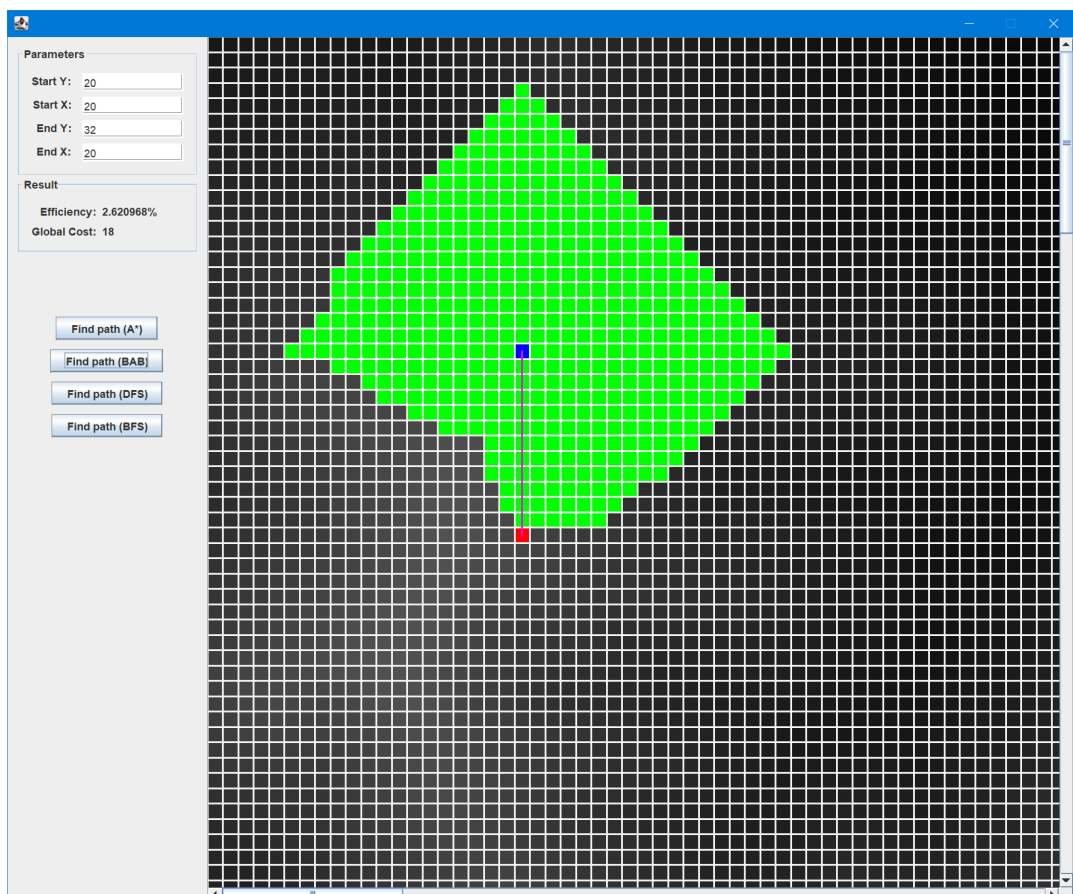 Parameters
Start Y: 20
Start X: 20
End Y: 32
End X: 20
Result
Efficiency: 2.620968%
Global Cost: 18
Find path (A*)
Find path (BAB)
Find path (DFS)
Find path (BFS)